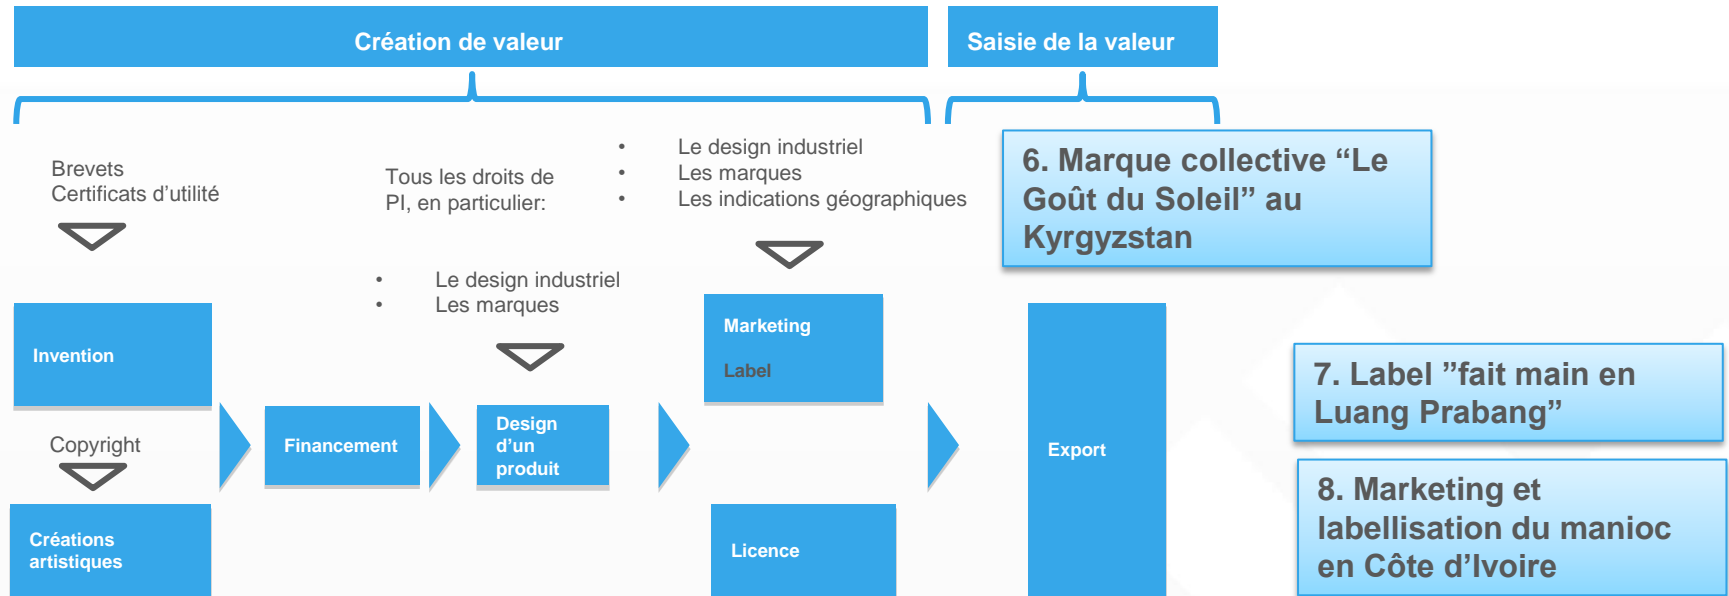 Création de valeur
Saisie de la valeur
Brevets
Certificats d’utilité
Tous les droits de
PI, en particulier:
• Le design industriel
• Les marques
• Le design industriel
• Les marques
• Les indications géographiques
6. Marque collective “Le
Goût du Soleil” au
Kyrgyzstan
Invention
Marketing
Label
7. Label ”fait main en
Luang Prabang”
Copyright
Financement
Design
d’un
produit
Export
Créations
artistiques
Licence
8. Marketing et
labellisation du manioc
en Côte d’Ivoire